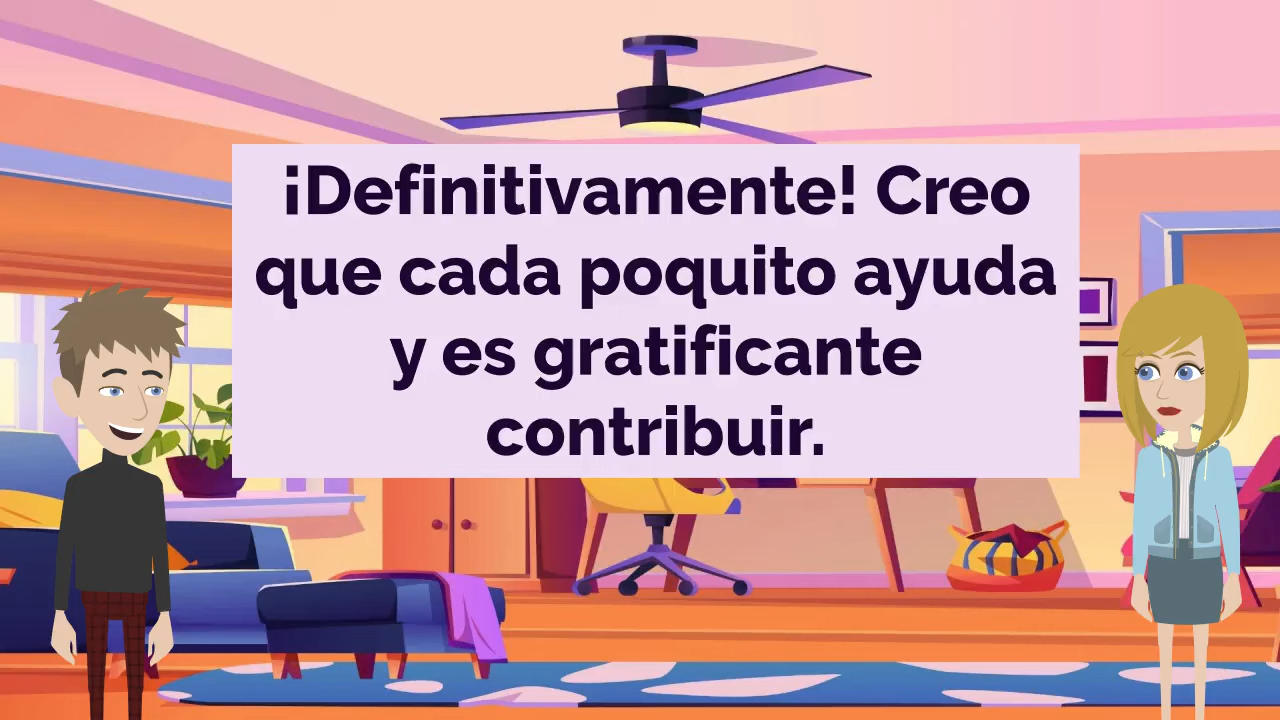 ¡Definitivamente! Creo
que cada poquito ayuda
y es gratificante
contribuir.